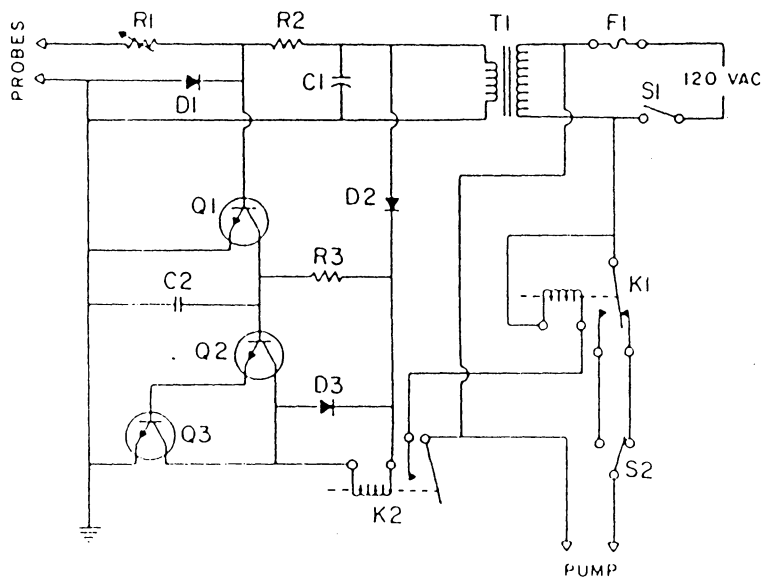 PROBES
R1
R2
T1
F1
C1
D1
S1
120 VAC
Q1
D2
R3
K1
C2
Q2
D3
Q3
S2
K2
PUMP